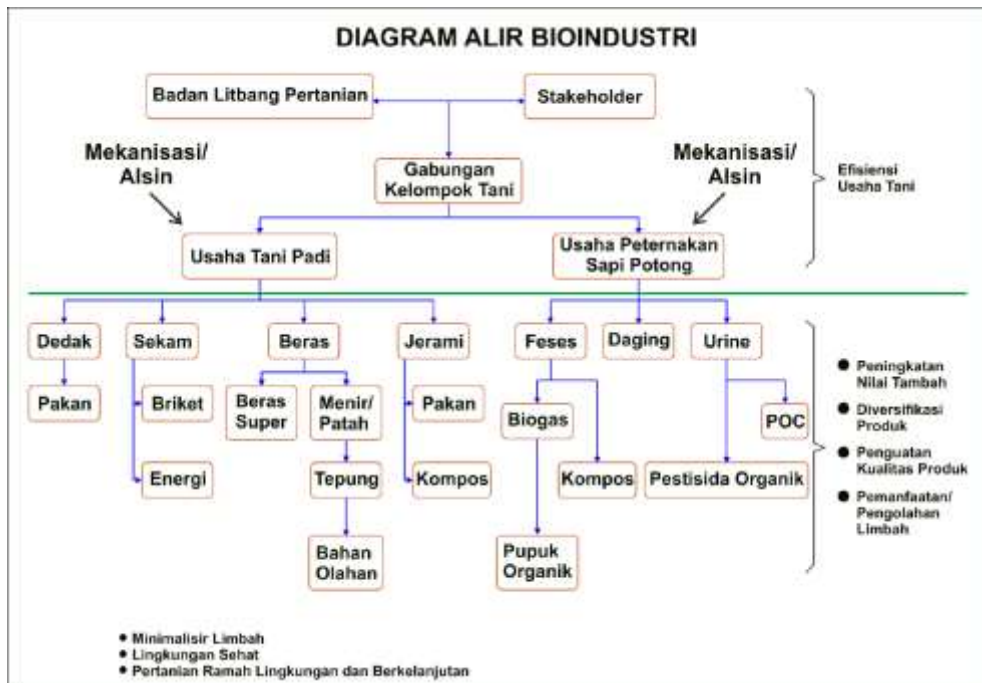 DIAGRAM ALIR BIOINDUSTRI
Badan Litbang Pertanian
Stakeholder
Mekanisasi/
Alsin
Gabungan
Kelompok Tani
Mekanisasi/
Alsin
Efisiensi
Usaha Tani
Usaha Tani Padi
Usaha Peternakan
Sapi Potong
Dedak
Sekam
Beras
Jerami
Feses
Daging
Urine
Pakan
Briket
Beras
Super
Menir/
Patah
Pakan
Biogas
POC
Energi
Tepung
Kompos
Kompos
Pestisida Organik
Bahan
Olahan
Pupuk
Organik
● Peningkatan
Nilai Tambah
● Diversifikasi
Produk
● Penguatan
Kualitas Produk
● Pemanfaatan/
Pengolahan
Limbah
● Minimalisir Limbah
● Lingkungan Sehat
● Pertanian Ramah Lingkungan dan Berkelanjutan